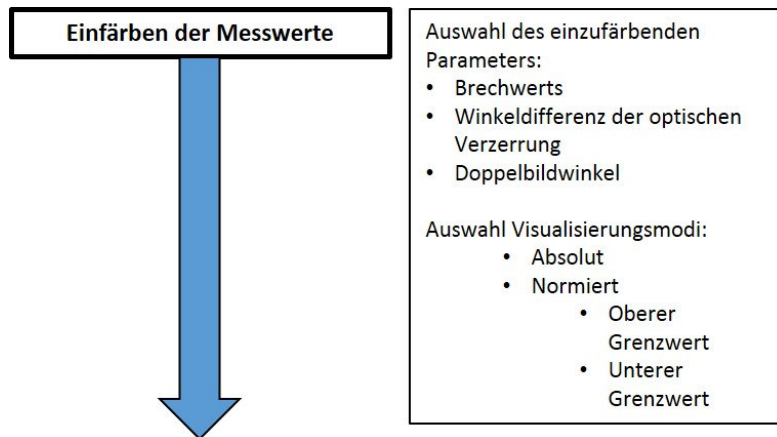 Einfärben der Messwerte
Auswahl des einzufärbenden
Parameters:
• Brechwerts
• Winkeldifferenz der optischen
Verzerrung
• Doppelbildwinkel
Auswahl Visualisierungsmodi:
• Absolut
• Normiert
• Oberer
Grenzwert
• Unterer
Grenzwert